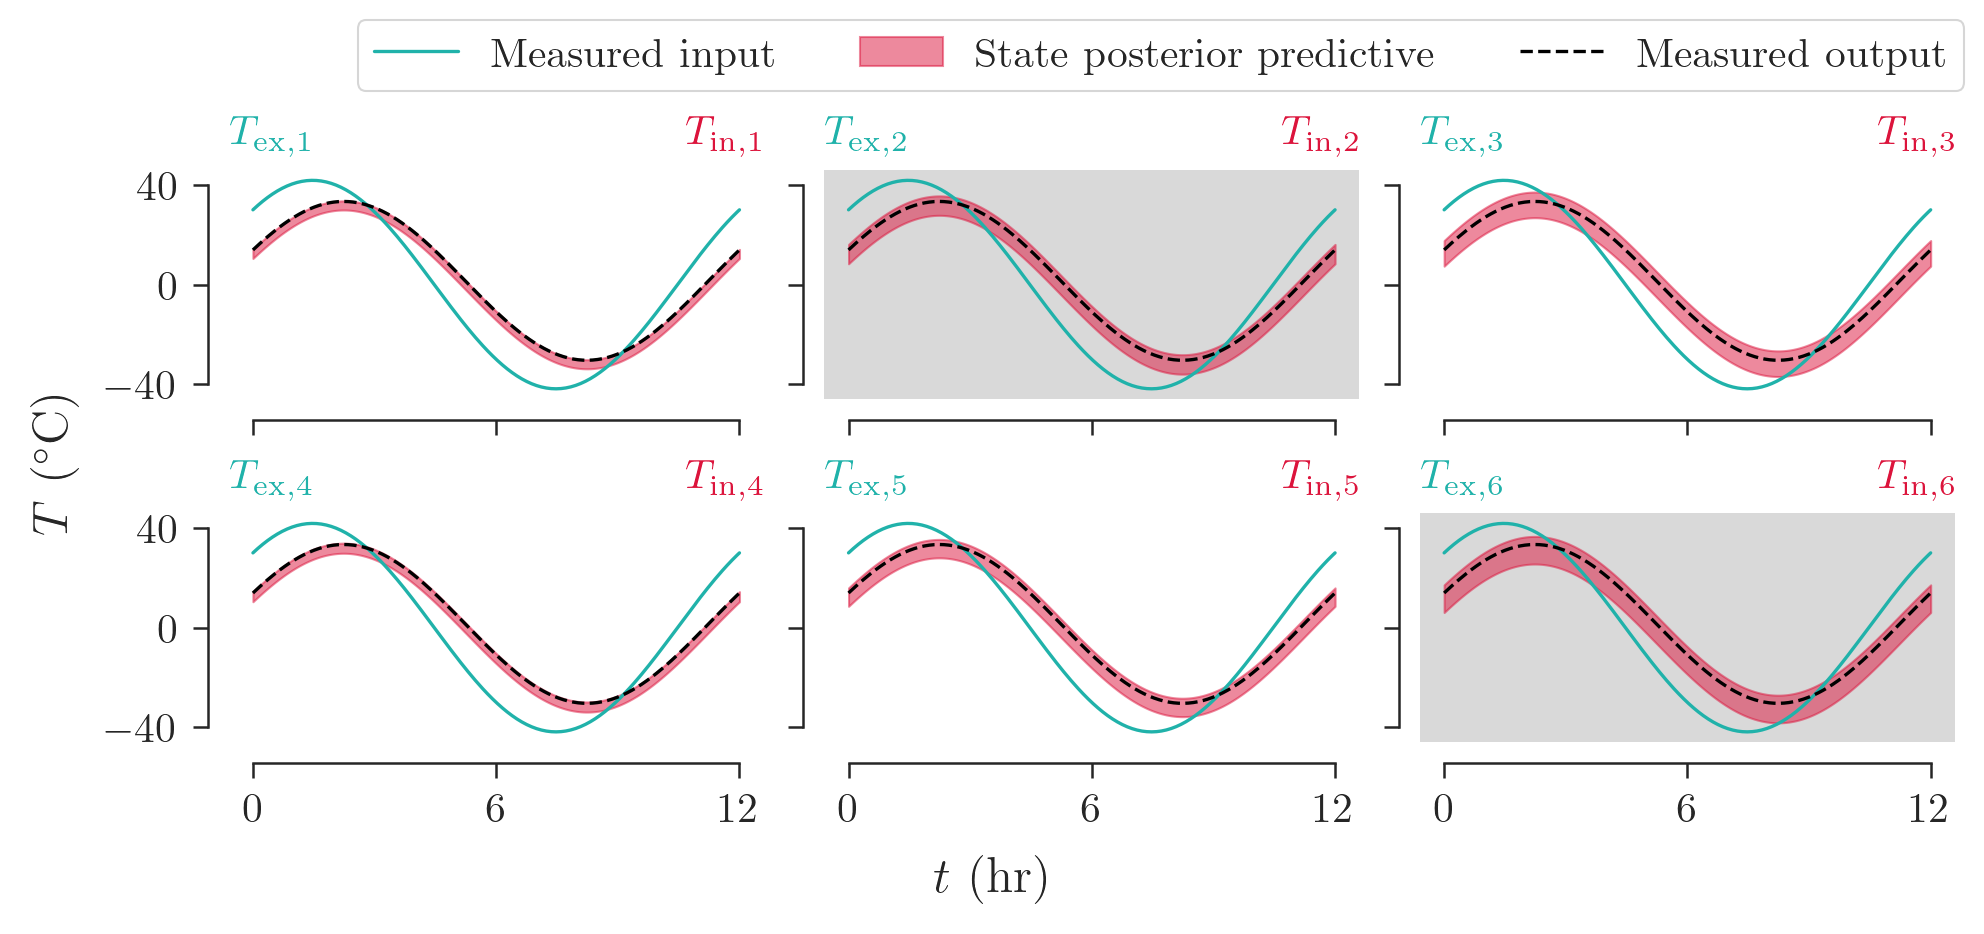 Measured input State posterior predictive Measured output
T_ex,1 T_in,1 T_ex,2 T_in,2 T_ex,3 T_in,3
40
0
−40
T_ex,4 T_in,4 T_ex,5 T_in,5 T_ex,6 T_in,6
40
0
−40
T (°C)
0 6 12 0 6 12 0 6 12
t (hr)